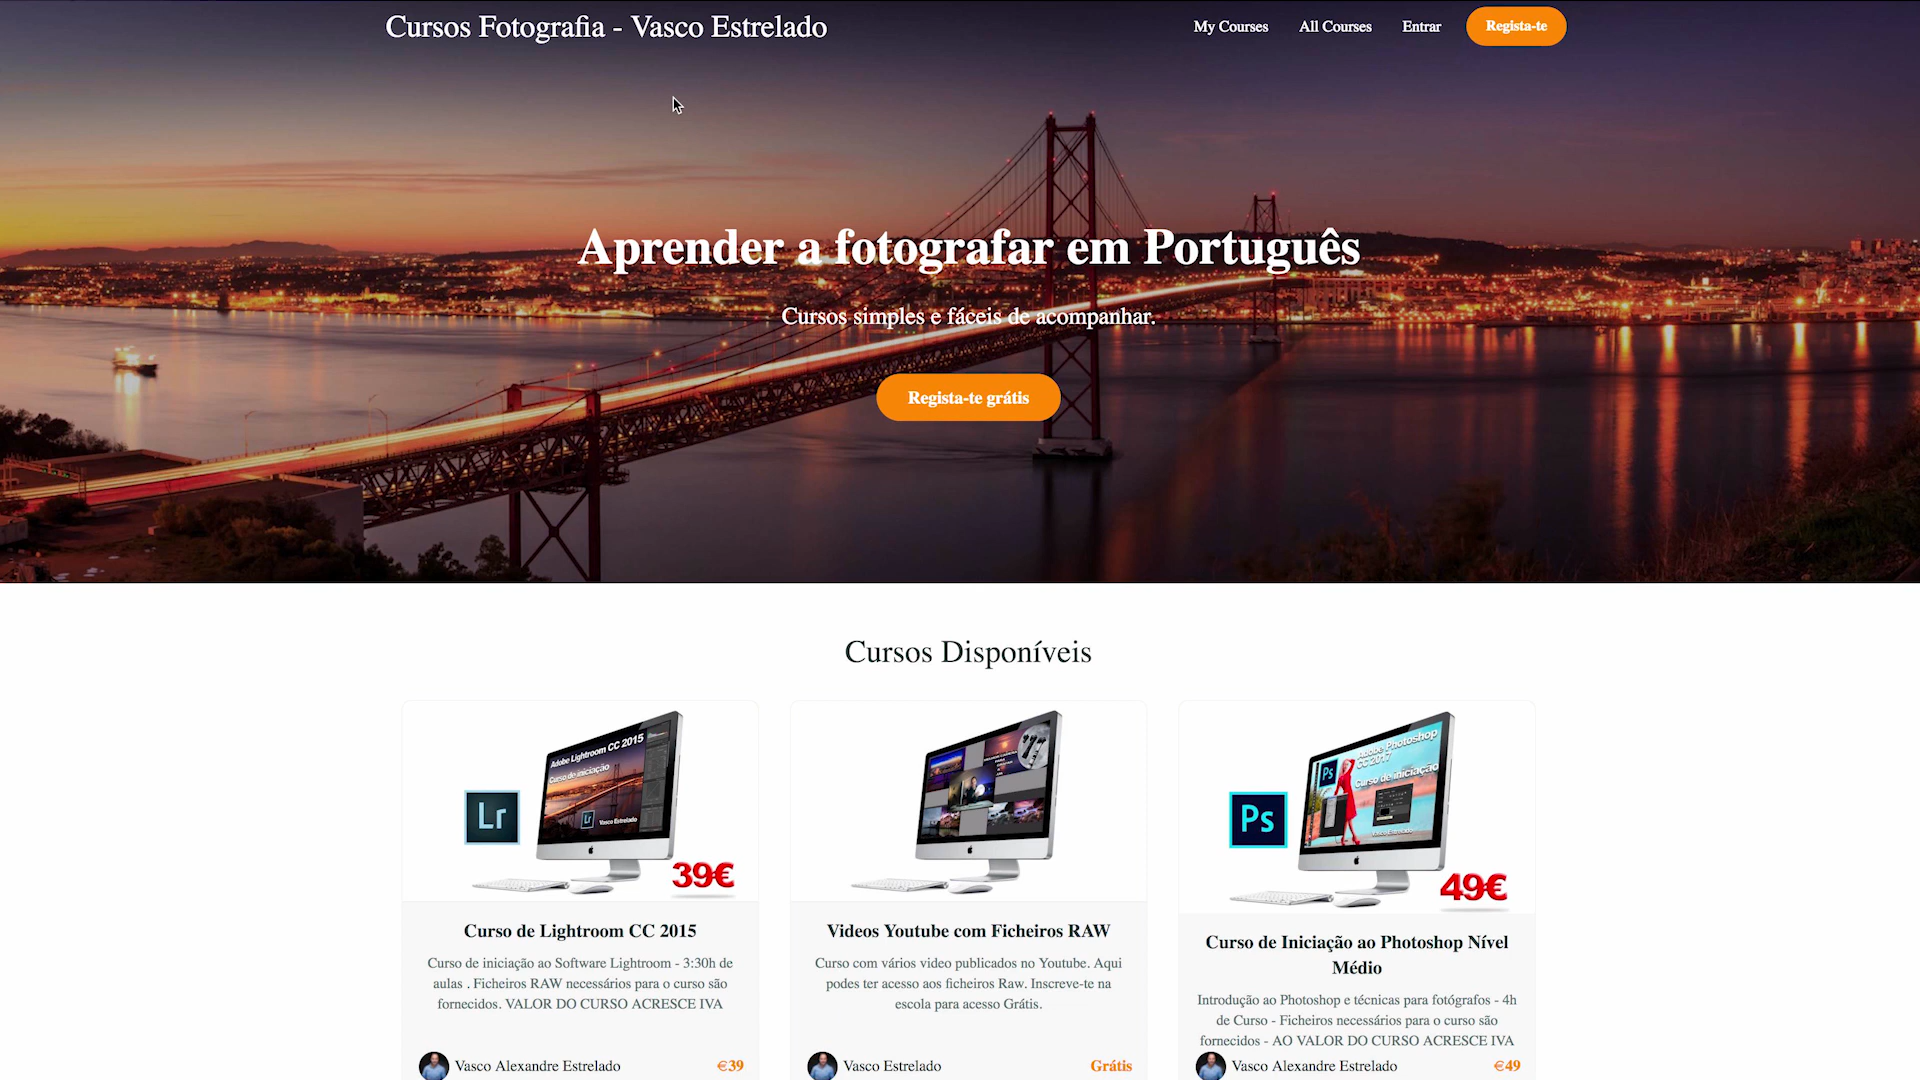 Cursos Fotografia - Vasco Estrelado
My Courses
All Courses
Entrar
Regista-te
Aprender a fotografar em Português
Cursos simples e fáceis de acompanhar.
Regista-te grátis
Cursos Disponíveis
Adobe Lightroom CC 2015
Curso de iniciação
Lr
Lr
Vasco Estrelado
39€
Curso de Lightroom CC 2015
Curso de iniciação ao Software Lightroom - 3:30h de
aulas . Ficheiros RAW necessários para o curso são
fornecidos. VALOR DO CURSO ACRESCE IVA
Vasco Alexandre Estrelado
€39
Videos Youtube com Ficheiros RAW
Curso com vários video publicados no Youtube. Aqui
podes ter acesso aos ficheiros Raw. Inscreve-te na
escola para acesso Grátis.
Vasco Estrelado
Grátis
Adobe Photoshop
CC 2017
Ps
Curso de iniciação
Ps
Vasco Estrelado
49€
Curso de Iniciação ao Photoshop Nível
Médio
Introdução ao Photoshop e técnicas para fotógrafos - 4h
de Curso - Ficheiros necessários para o curso são
fornecidos - AO VALOR DO CURSO ACRESCE IVA
Vasco Alexandre Estrelado
€49